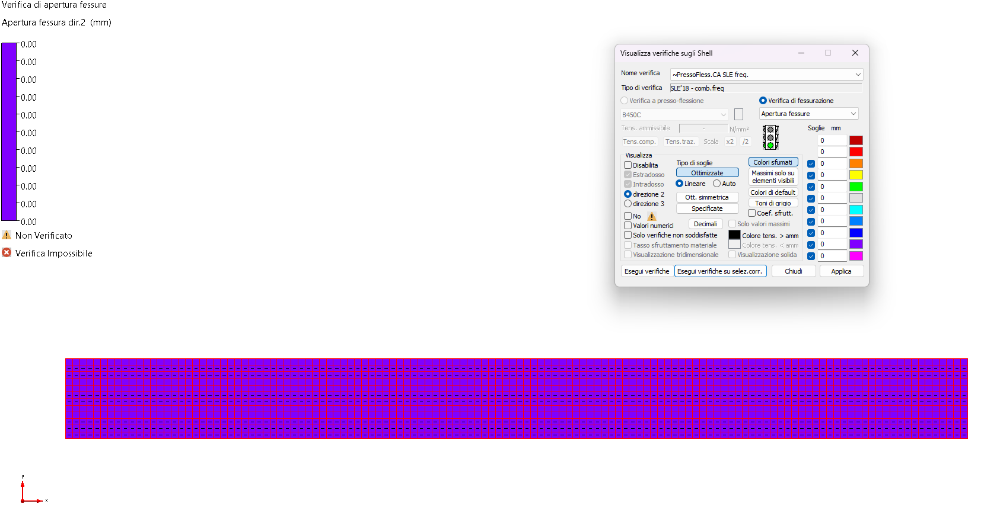 Verifica di apertura fessure
Apertura fessura dir.2 (mm)
0.00
0.00
0.00
0.00
0.00
0.00
0.00
0.00
0.00
0.00
0.00
Non Verificato
Verifica Impossibile
Visualizza verifiche sugli Shell
Nome verifica
~PressoFless.CA SLE freq.
Tipo di verifica
SLE'18 - comb.freq
Verifica a presso-flessione
Verifica di fessurazione
B450C
Apertura fessure
Tens. ammissibile
-
N/mm²
Soglie mm
Tens.comp.
Tens.traz.
Scala
x2
/2
0
0
0
0
0
0
0
0
0
0
0
Visualizza
Disabilita
Estradosso
Intradosso
direzione 2
direzione 3
No
Valori numerici
Solo verifiche non soddisfatte
Tasso sfruttamento materiale
Visualizzazione tridimensionale
Tipo di soglie
Ottimizzate
Lineare
Auto
Ott. simmetrica
Specificate
Decimali
Colori sfumati
Massimi solo su
elementi visibili
Colori di default
Toni di grigio
Coef. sfrutt.
Solo valori massimi
Colore tens. > amm
Colore tens. < amm
Visualizzazione solida
Esegui verifiche
Esegui verifiche su selez.corr.
Chiudi
Applica
y
x